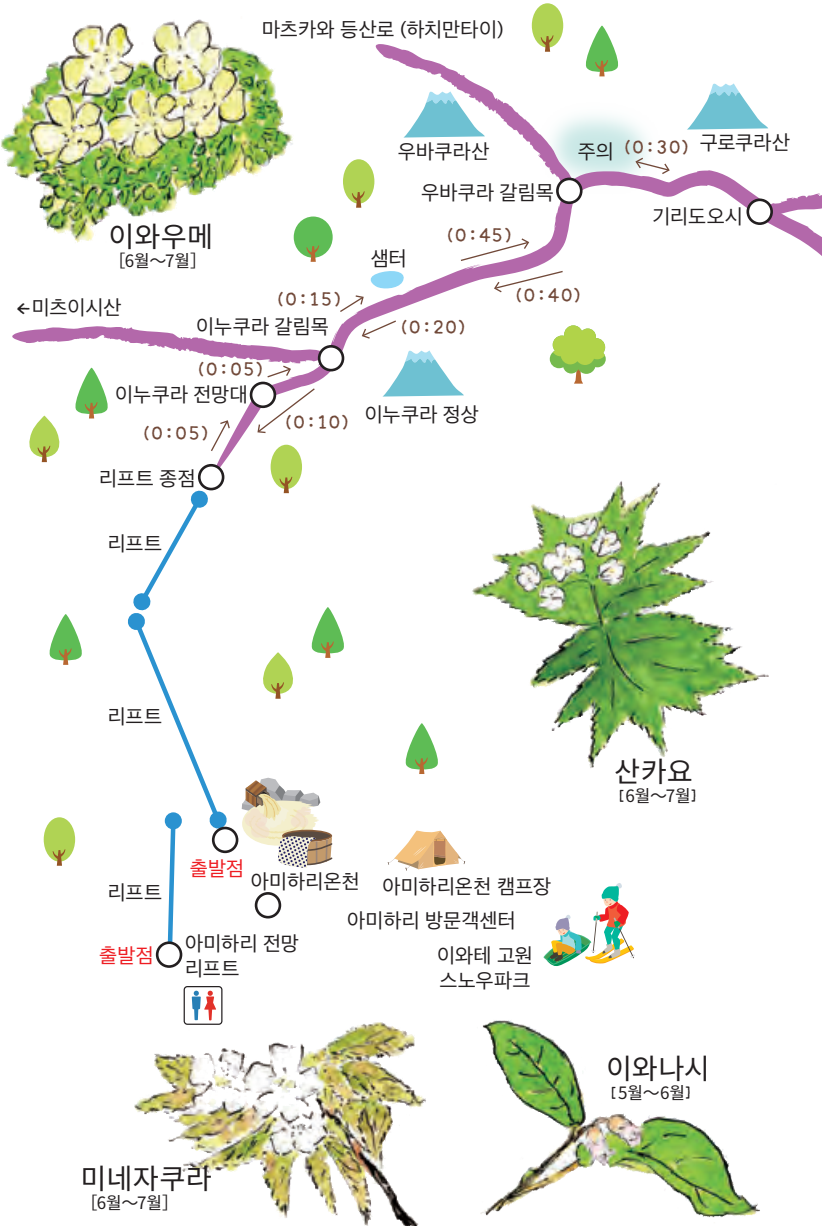 마츠카와 등산로 (하치만타이)
우바쿠라산
주의
(0:30)
구로쿠라산
우바쿠라 갈림목
기리도오시
이와우메
[6월~7월]
(0:45)
샘터
(0:15)
(0:40)
←미츠이시산
이누쿠라 갈림목
(0:20)
(0:05)
이누쿠라 전망대
(0:10)
이누쿠라 정상
(0:05)
리프트 종점
리프트
리프트
산카요
[6월~7월]
출발점
아미하리온천
아미하리온천 캠프장
리프트
아미하리 방문객센터
출발점
아미하리 전망
리프트
이와테 고원
스노우파크
이와나시
[5월~6월]
미네자쿠라
[6월~7월]